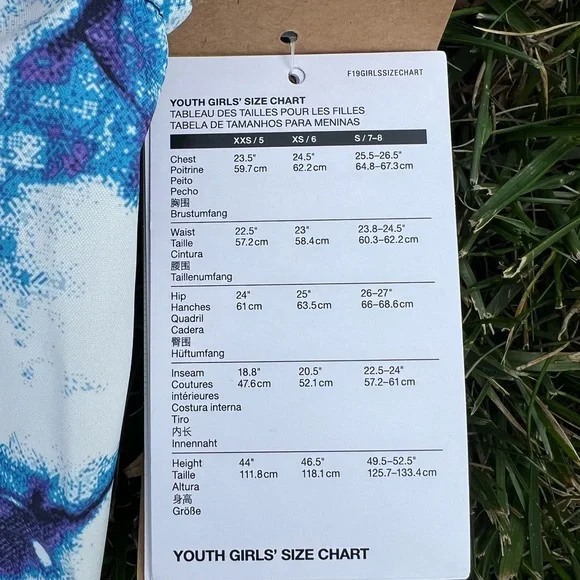 F19GIRLSSIZECHART
YOUTH GIRLS' SIZE CHART
TABLEAU DES TAILLES POUR LES FILLES
TABELA DE TAMANHOS PARA MENINAS
XXS / 5 XS / 6 S / 7–8
Chest 23.5" 24.5" 25.5–26.5"
Poitrine 59.7 cm 62.2 cm 64.8–67.3 cm
Peito
Pecho
胸围
Brustumfang
Waist 22.5" 23" 23.8–24.5"
Taille 57.2 cm 58.4 cm 60.3–62.2 cm
Cintura
腰围
Taillenumfang
Hip 24" 25" 26–27"
Hanches 61 cm 63.5 cm 66–68.6 cm
Quadril
Cadera
臀围
Hüftumfang
Inseam 18.8" 20.5" 22.5–24"
Coutures 47.6 cm 52.1 cm 57.2–61 cm
intérieures
Costura interna
Tiro
内长
Innennaht
Height 44" 46.5" 49.5–52.5"
Taille 111.8 cm 118.1 cm 125.7–133.4 cm
Altura
身高
Größe
YOUTH GIRLS' SIZE CHART